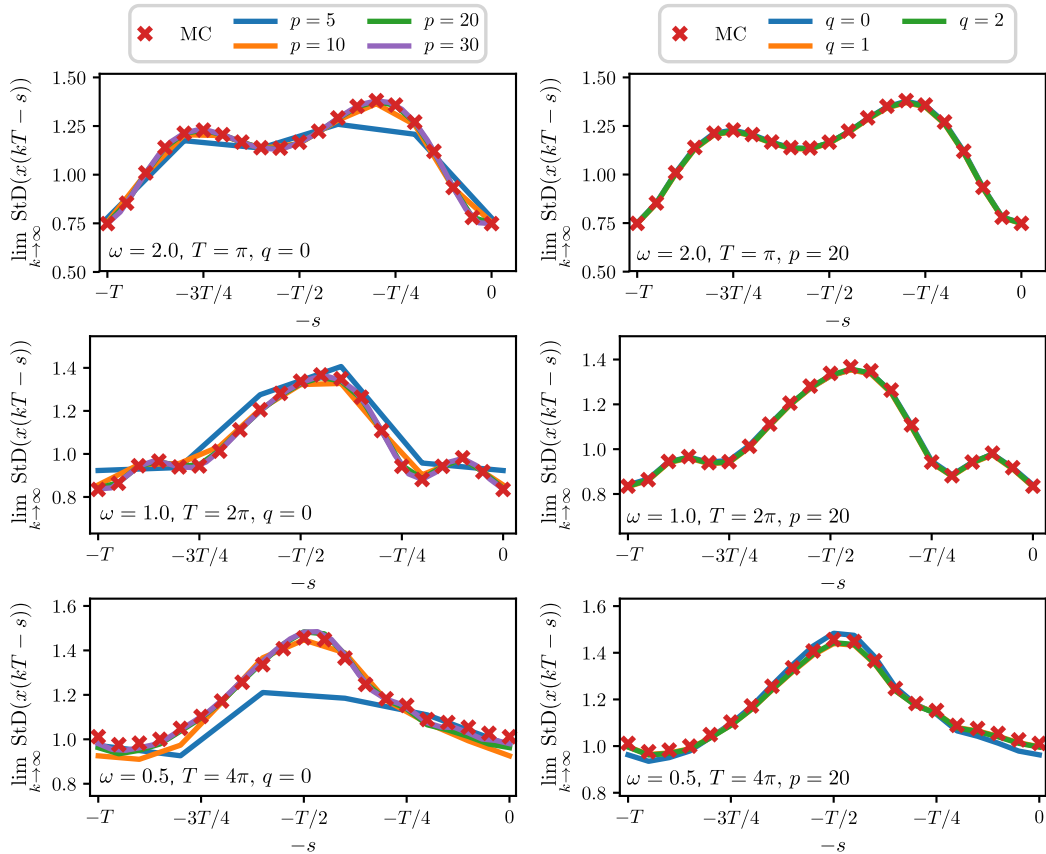 MC
p = 5
p = 10
p = 20
p = 30
MC
q = 0
q = 1
q = 2
lim k→∞ StD(x(kT − s))
1.50
1.25
1.00
0.75
0.50
ω = 2.0, T = π, q = 0
−T
−3T/4
−T/2
−T/4
0
−s
lim k→∞ StD(x(kT − s))
1.50
1.25
1.00
0.75
0.50
ω = 2.0, T = π, p = 20
−T
−3T/4
−T/2
−T/4
0
−s
lim k→∞ StD(x(kT − s))
1.4
1.2
1.0
0.8
ω = 1.0, T = 2π, q = 0
−T
−3T/4
−T/2
−T/4
0
−s
lim k→∞ StD(x(kT − s))
1.4
1.2
1.0
0.8
ω = 1.0, T = 2π, p = 20
−T
−3T/4
−T/2
−T/4
0
−s
lim k→∞ StD(x(kT − s))
1.6
1.4
1.2
1.0
0.8
ω = 0.5, T = 4π, q = 0
−T
−3T/4
−T/2
−T/4
0
−s
lim k→∞ StD(x(kT − s))
1.6
1.4
1.2
1.0
0.8
ω = 0.5, T = 4π, p = 20
−T
−3T/4
−T/2
−T/4
0
−s